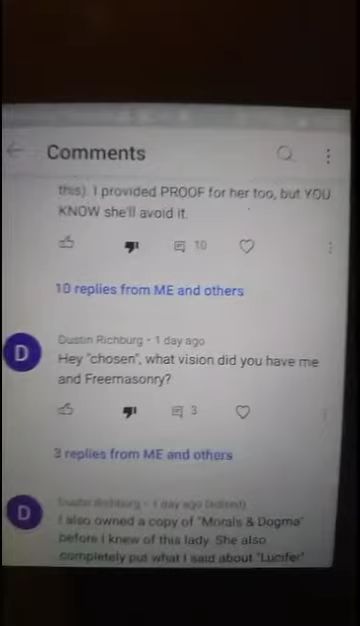 Comments
this). I provided PROOF for her too, but YOU
KNOW she'll avoid it.
10
10 replies from ME and others
D
Dustin Richburg • 1 day ago
Hey "chosen", what vision did you have me
and Freemasonry?
3
3 replies from ME and others
D
Dustin Richburg • 1 day ago (edited)
I also owned a copy of "Morals & Dogma"
before I knew of this lady. She also
completely put what I said about "Lucifer"